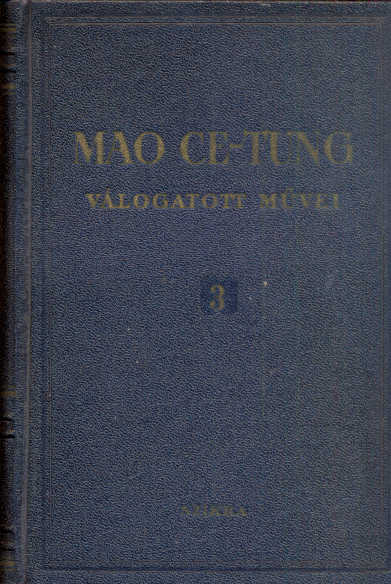 MAO CE-TUNG
VÁLOGATOTT MŰVEI
3
SZIKRA